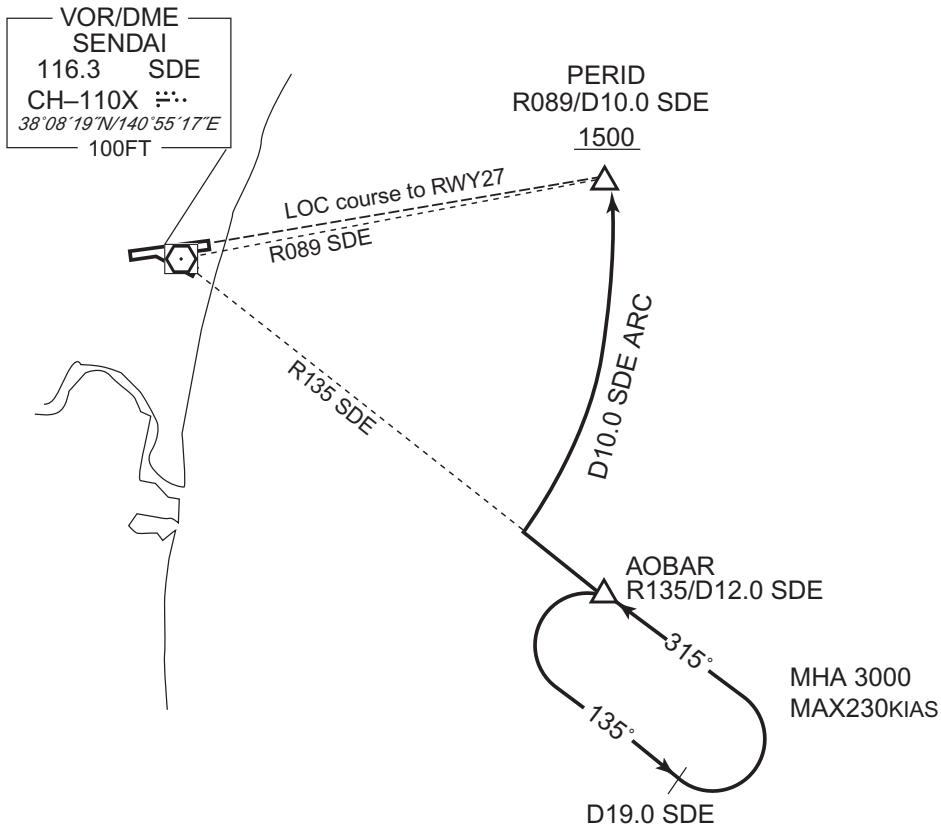 VOR/DME
SENDAI
116.3 SDE
CH–110X
38°08´19˝N/140°55´17˝E
100FT
PERID
R089/D10.0 SDE
1500
LOC course to RWY27
R089 SDE
R135 SDE
D10.0 SDE ARC
AOBAR
R135/D12.0 SDE
315°
135°
MHA 3000
MAX230KIAS
D19.0 SDE